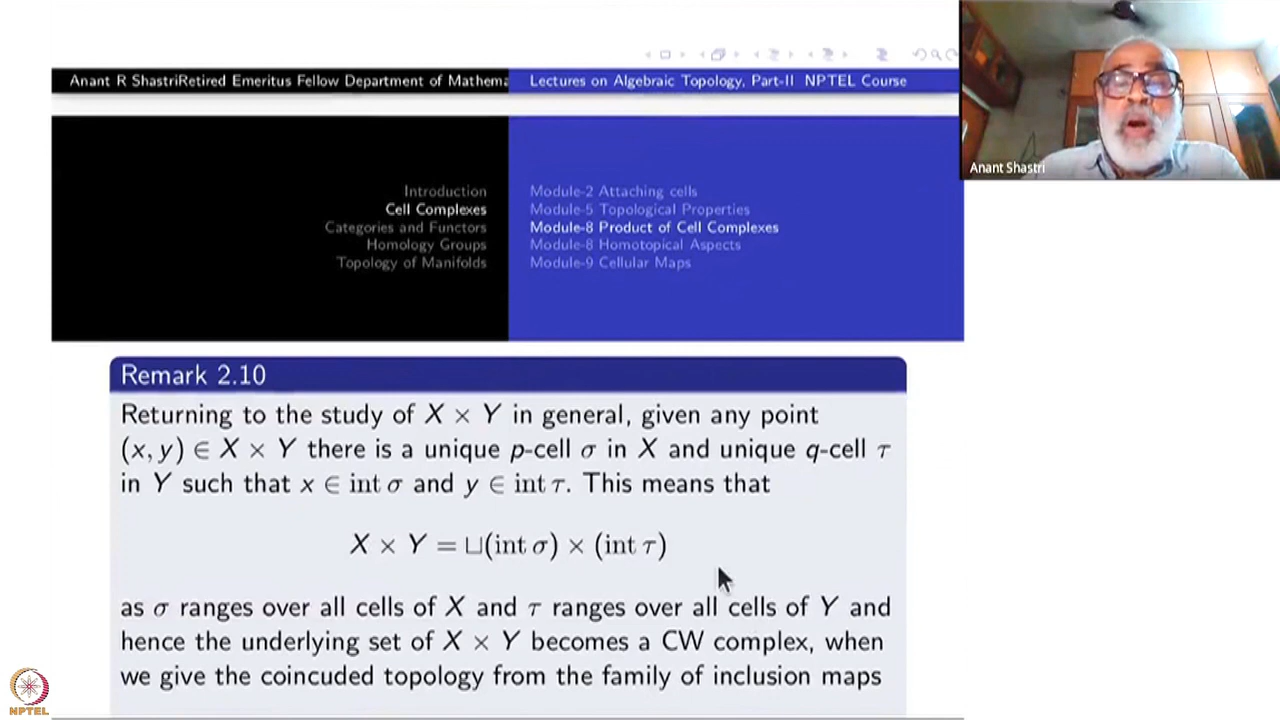 Anant R ShastriRetired Emeritus Fellow Department of Mathema
Lectures on Algebraic Topology, Part-II NPTEL Course
Introduction
Cell Complexes
Categories and Functors
Homology Groups
Topology of Manifolds
Module-2 Attaching cells
Module-5 Topological Properties
Module-8 Product of Cell Complexes
Module-8 Homotopical Aspects
Module-9 Cellular Maps
Anant Shastri
Remark 2.10
Returning to the study of X × Y in general, given any point
(x, y) ∈ X × Y there is a unique p-cell σ in X and unique q-cell τ
in Y such that x ∈ int σ and y ∈ int τ. This means that
X × Y = ⊔(int σ) × (int τ)
as σ ranges over all cells of X and τ ranges over all cells of Y and
hence the underlying set of X × Y becomes a CW complex, when
we give the coincuded topology from the family of inclusion maps
NPTEL